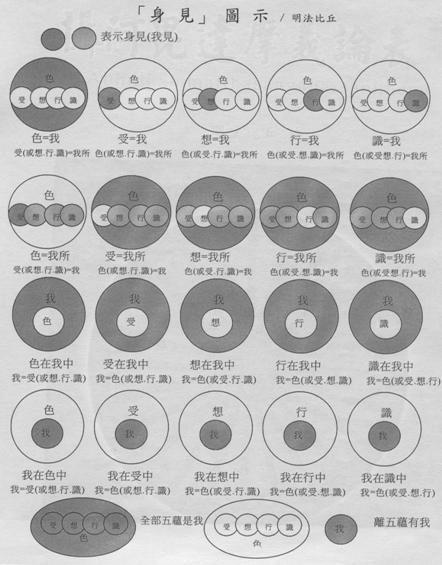 「身見」圖示 / 明法比丘
表示身見(我見)
色 色 色 色 色
受 想 行 識 受 想 行 識 受 想 行 識 受 想 行 識 受 想 行 識
色=我 受=我 想=我 行=我 識=我
受(或想.行.識)=我所 色(或想.行.識)=我所 色(或受.行.識)=我所 色(或受.想.識)=我所 色(或受.想.行)=我所
色 色 色 色 色
受 想 行 識 受 想 行 識 受 想 行 識 受 想 行 識 受 想 行 識
色=我所 受=我所 想=我所 行=我所 識=我所
受(或想.行.識)=我 色(或想.行.識)=我 色(或受.行.識)=我 色(或受.想.識)=我 色(或受.想.行)=我
我 我 我 我 我
色 受 想 行 識
色在我中 受在我中 想在我中 行在我中 識在我中
我=受(或想.行.識) 我=色(或想.行.識) 我=色(或受.行.識) 我=色(或受.想.識) 我=色(或受.想.行)
色 受 想 行 識
我 我 我 我 我
我在色中 我在受中 我在想中 我在行中 我在識中
我=受(或想.行.識) 我=色(或想.行.識) 我=色(或受.行.識) 我=色(或受.想.識) 我=色(或受.想.行)
受 想 行 識 全部五蘊是我 受 想 行 識 我 離五蘊有我
色 色